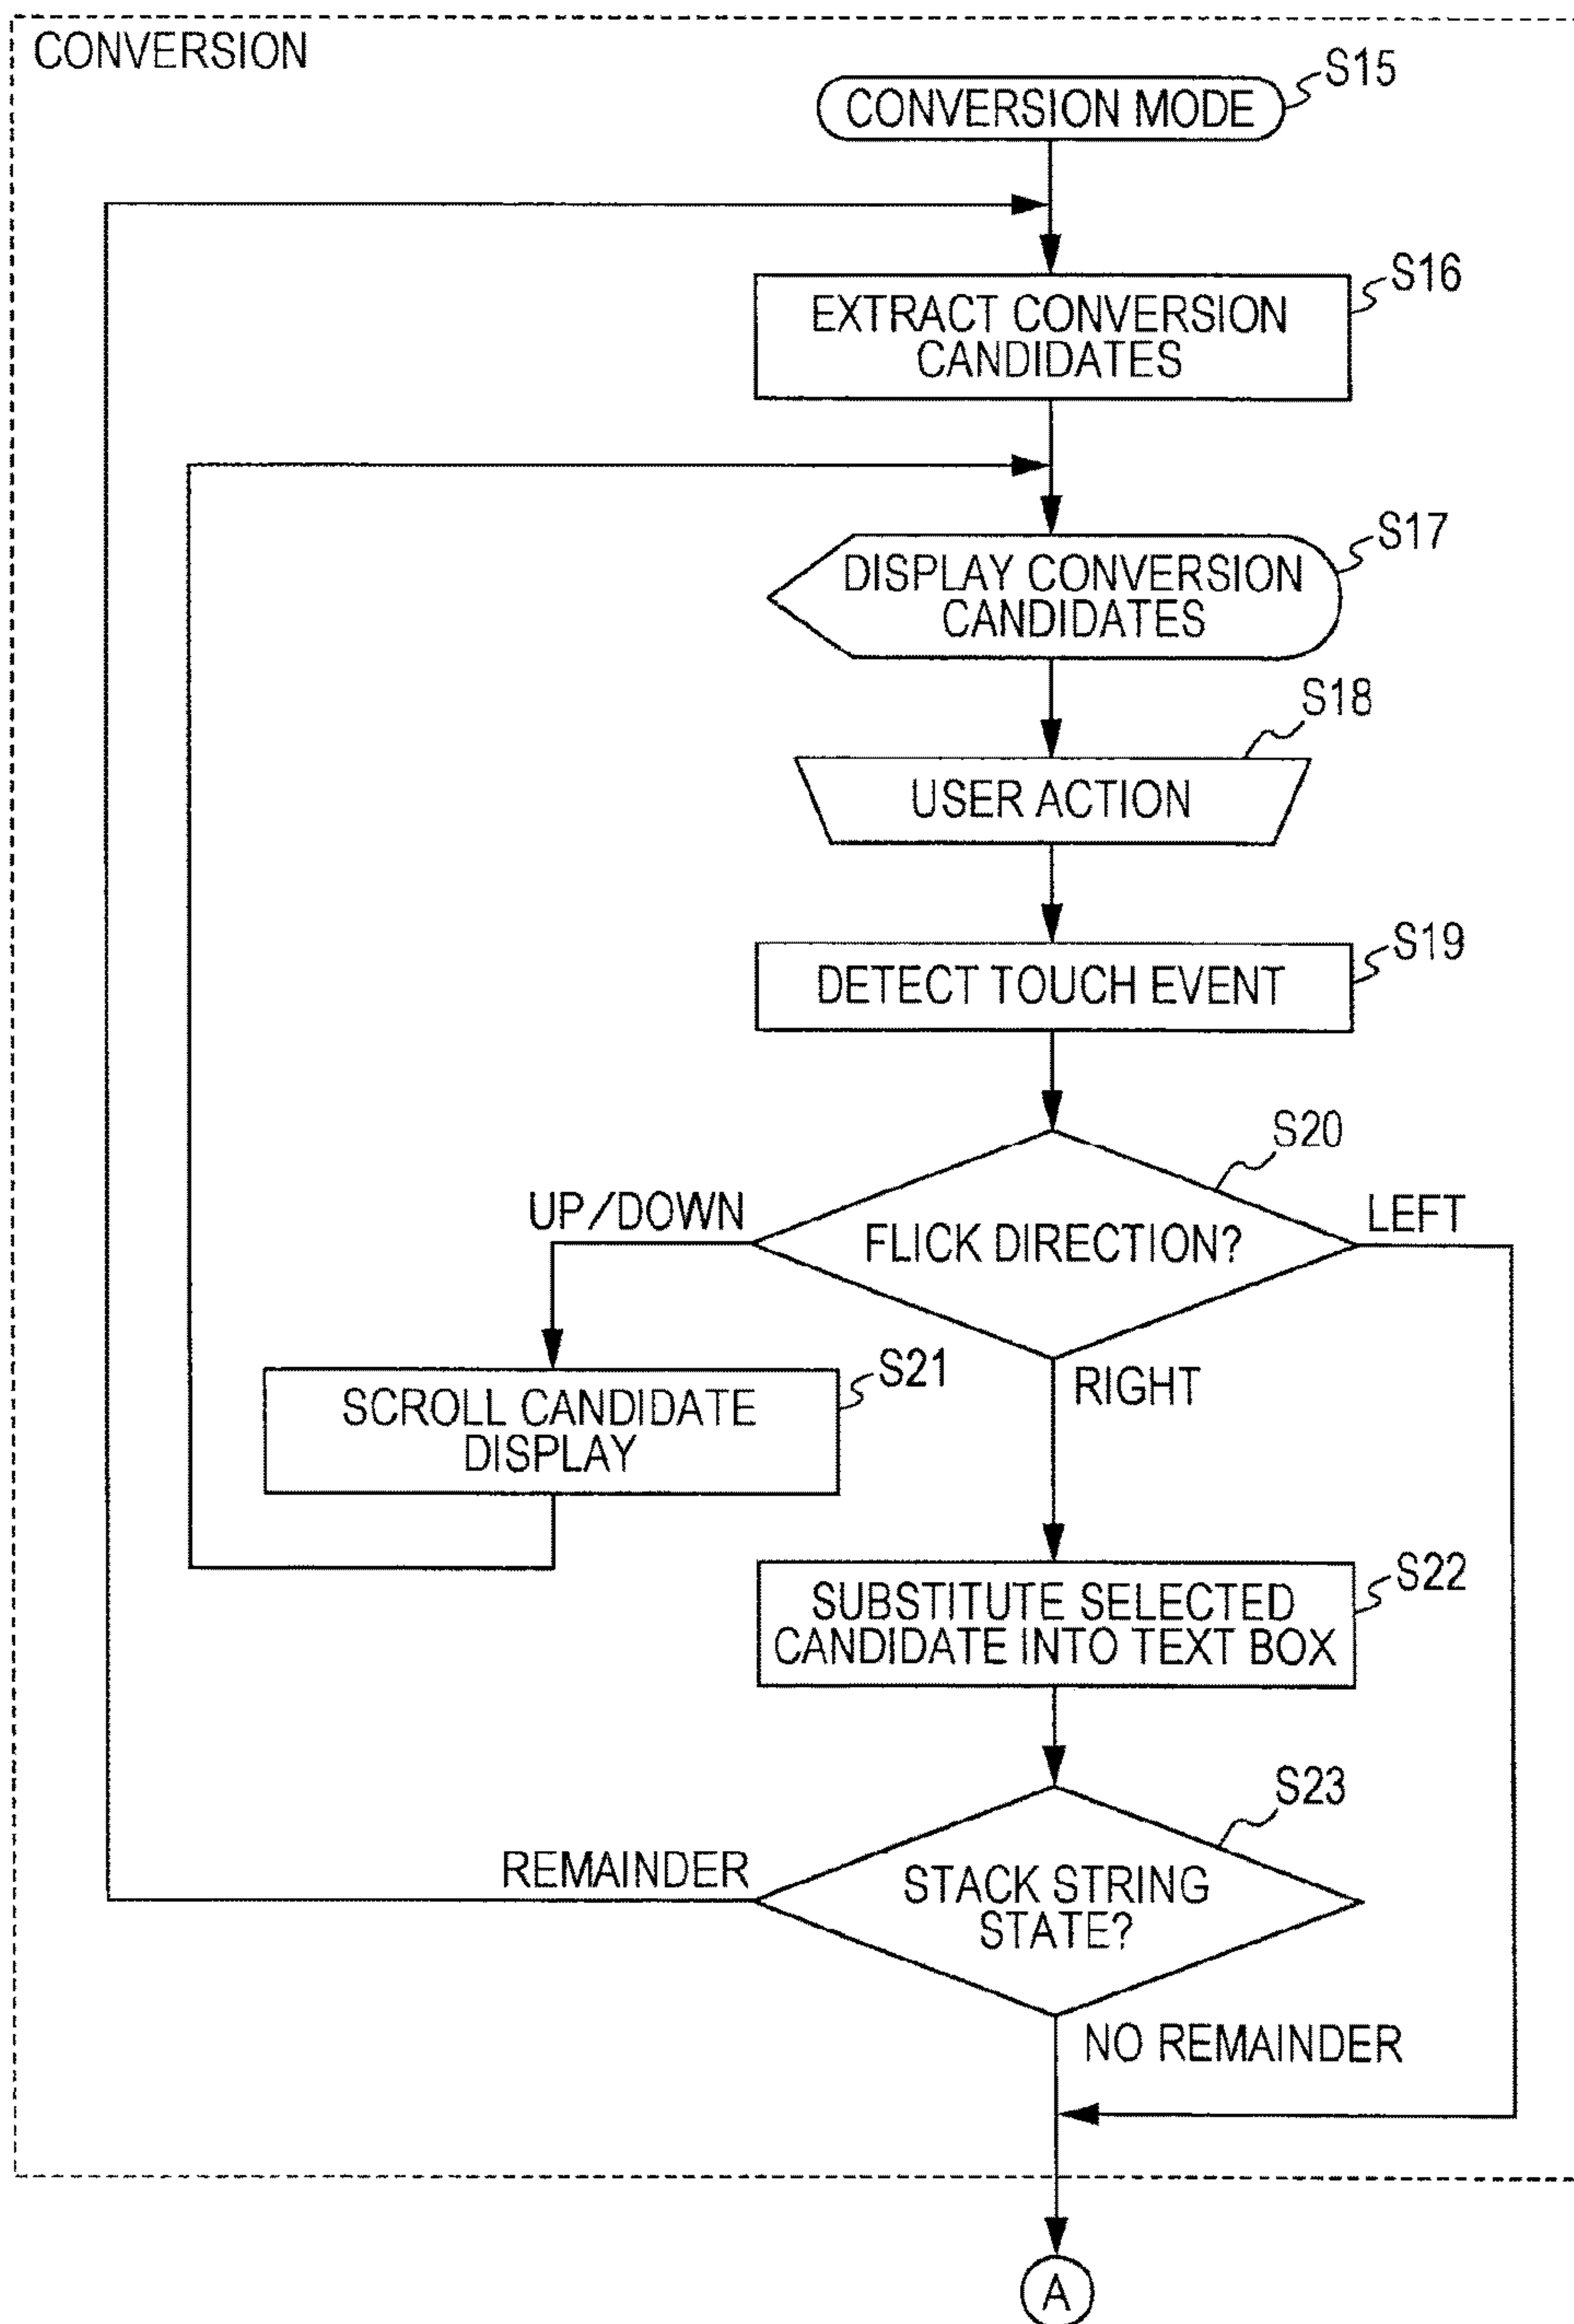 CONVERSION
S15
CONVERSION MODE
S16
EXTRACT CONVERSION
CANDIDATES
S17
DISPLAY CONVERSION
CANDIDATES
S18
USER ACTION
S19
DETECT TOUCH EVENT
S20
UP/DOWN
LEFT
FLICK DIRECTION?
S21
RIGHT
SCROLL CANDIDATE
DISPLAY
S22
SUBSTITUTE SELECTED
CANDIDATE INTO TEXT BOX
S23
REMAINDER
STACK STRING
STATE?
NO REMAINDER
A